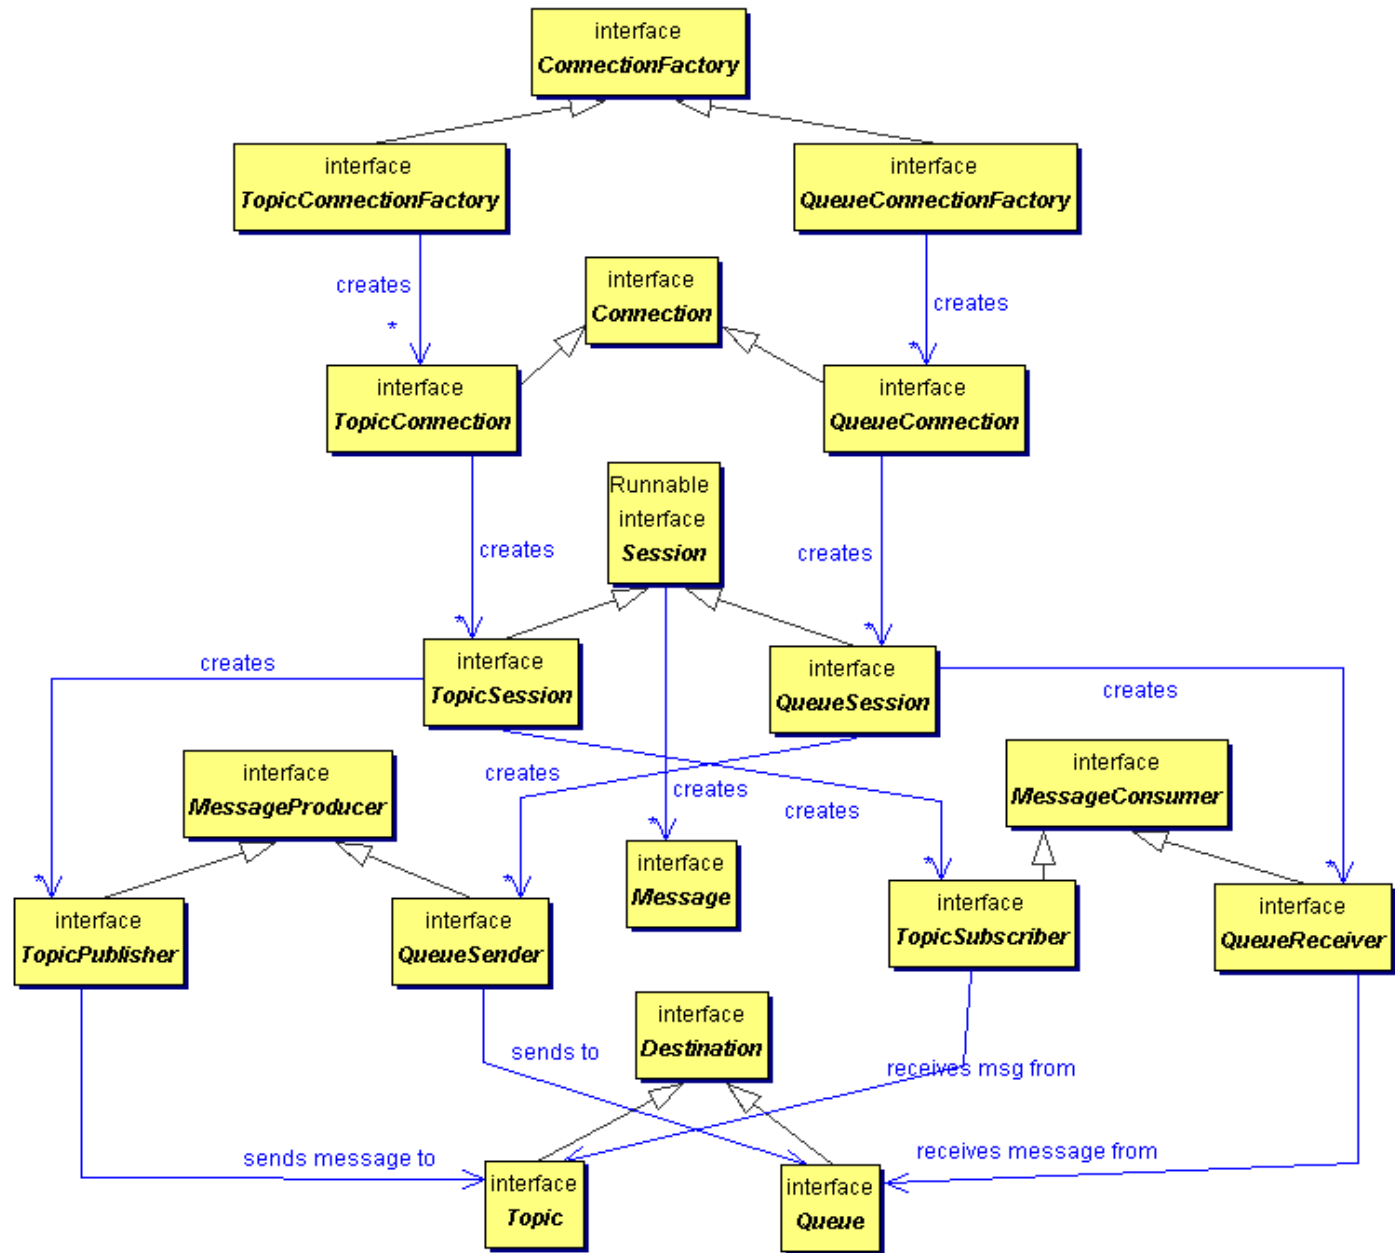 interface
ConnectionFactory
interface
TopicConnectionFactory
interface
QueueConnectionFactory
creates
*
interface
Connection
creates
*
interface
TopicConnection
interface
QueueConnection
Runnable
interface
Session
creates
*
creates
*
interface
TopicSession
interface
QueueSession
creates
*
creates
*
interface
MessageProducer
interface
MessageConsumer
creates
*
creates
*
creates
*
interface
Message
interface
TopicPublisher
interface
QueueSender
interface
TopicSubscriber
interface
QueueReceiver
interface
Destination
sends to
receives msg from
sends message to
receives message from
interface
Topic
interface
Queue